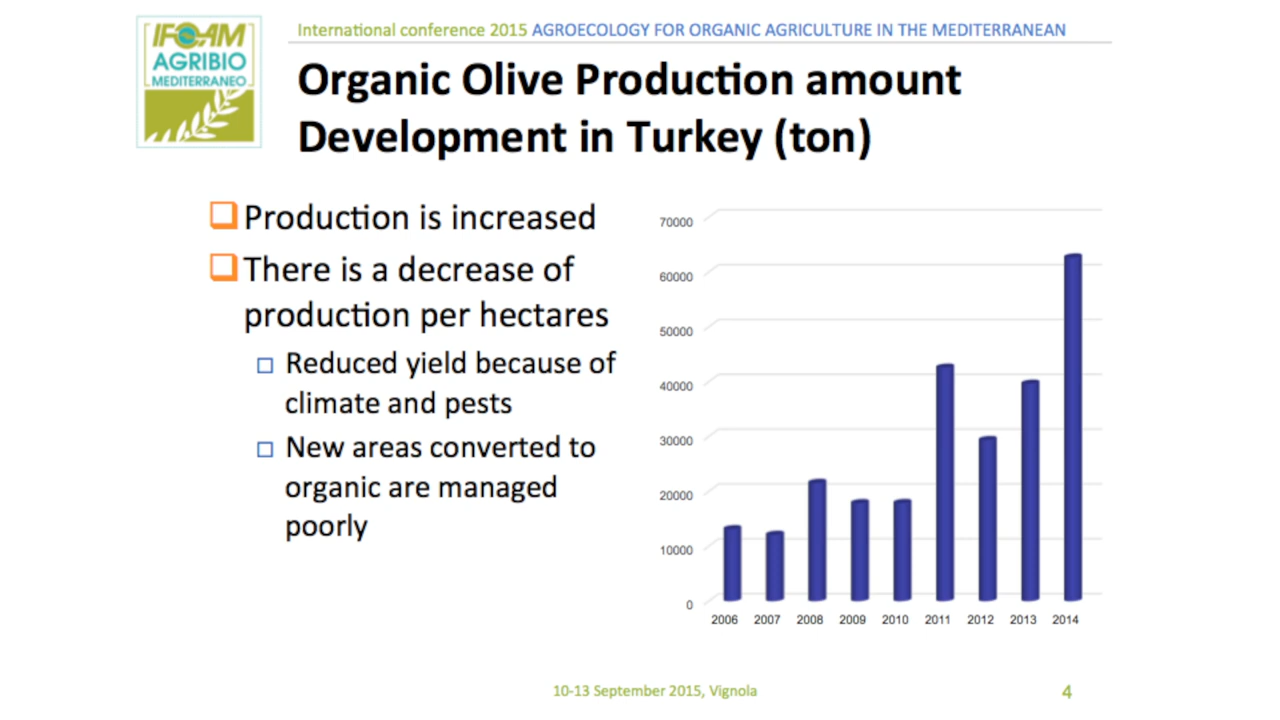 IFOAM
AGRIBIO
MEDITERRANEO
International conference 2015 AGROECOLOGY FOR ORGANIC AGRICULTURE IN THE MEDITERRANEAN
Organic Olive Production amount
Development in Turkey (ton)
Production is increased
There is a decrease of
production per hectares
Reduced yield because of
climate and pests
New areas converted to
organic are managed
poorly
70000
60000
50000
40000
30000
20000
10000
0
2006 2007 2008 2009 2010 2011 2012 2013 2014
10-13 September 2015, Vignola
4